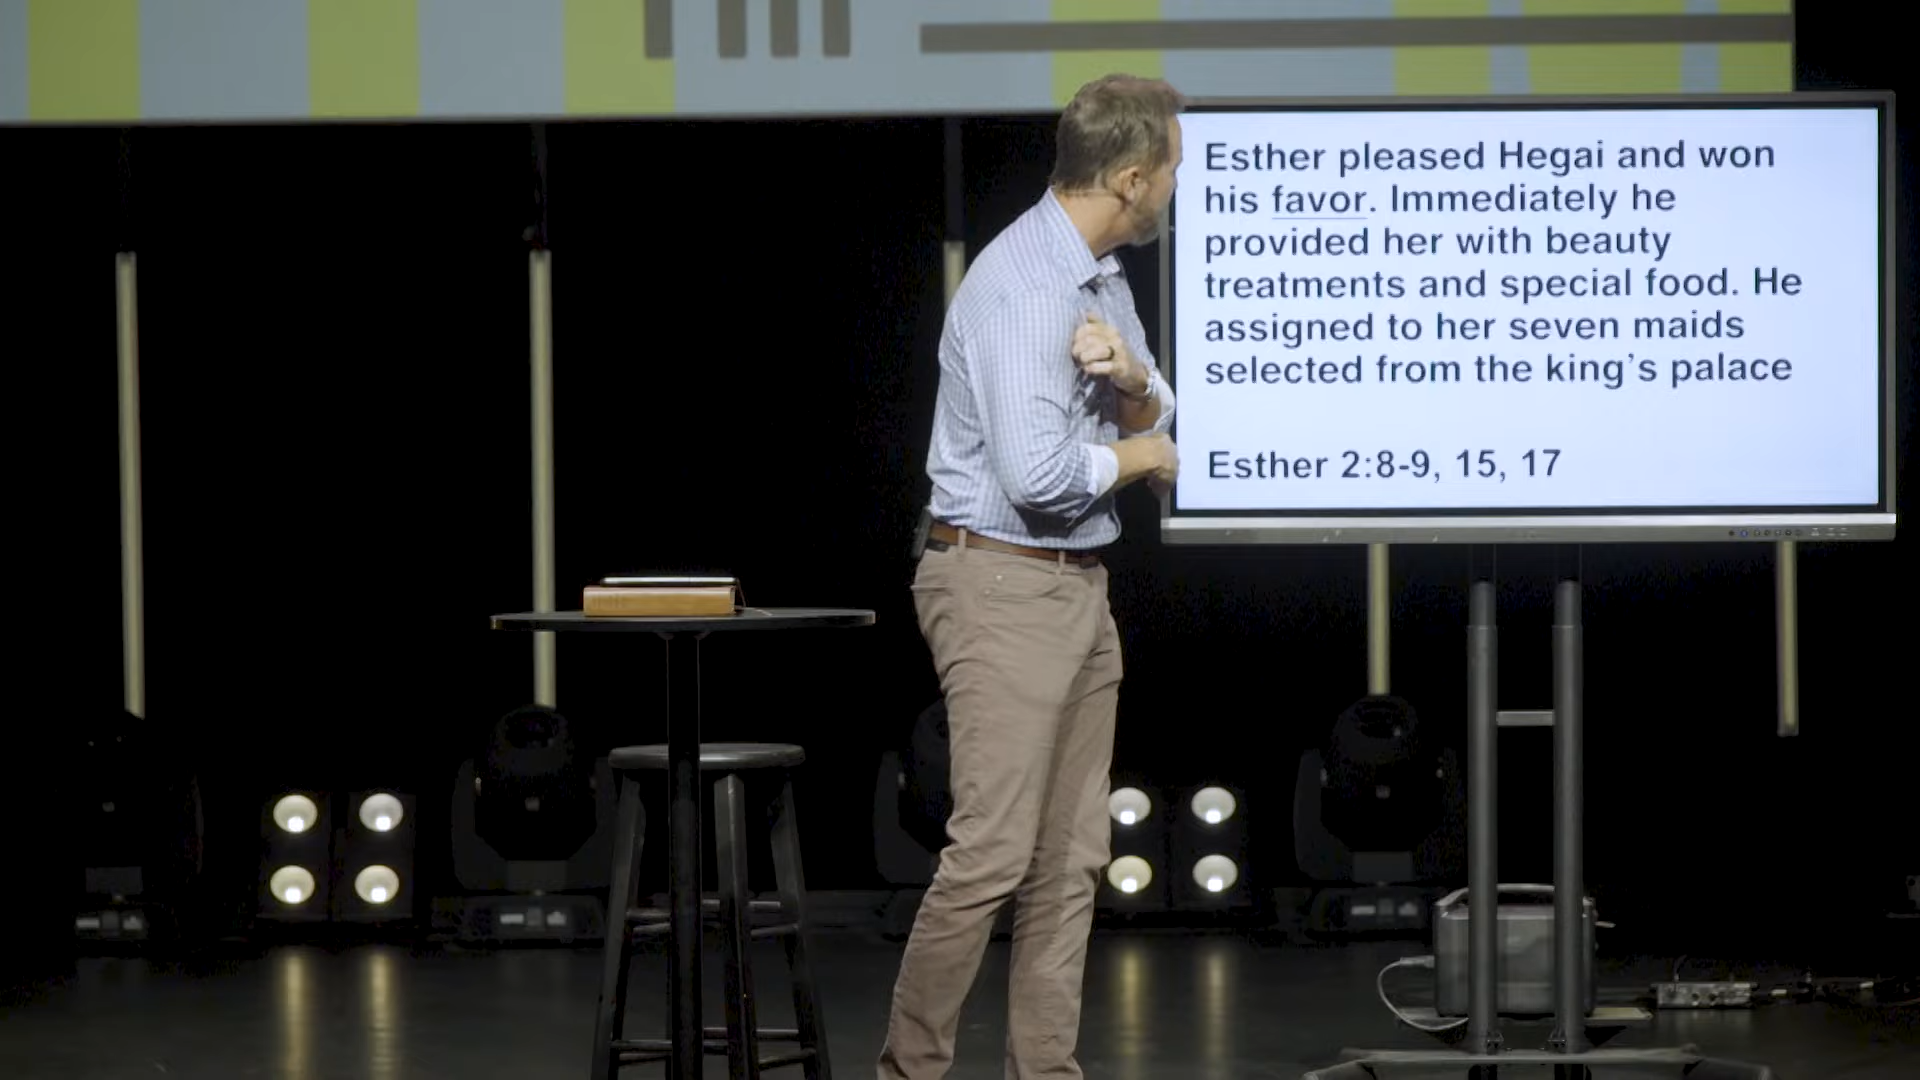 Esther pleased Hegai and won
his favor. Immediately he
provided her with beauty
treatments and special food. He
assigned to her seven maids
selected from the king's palace
Esther 2:8-9, 15, 17